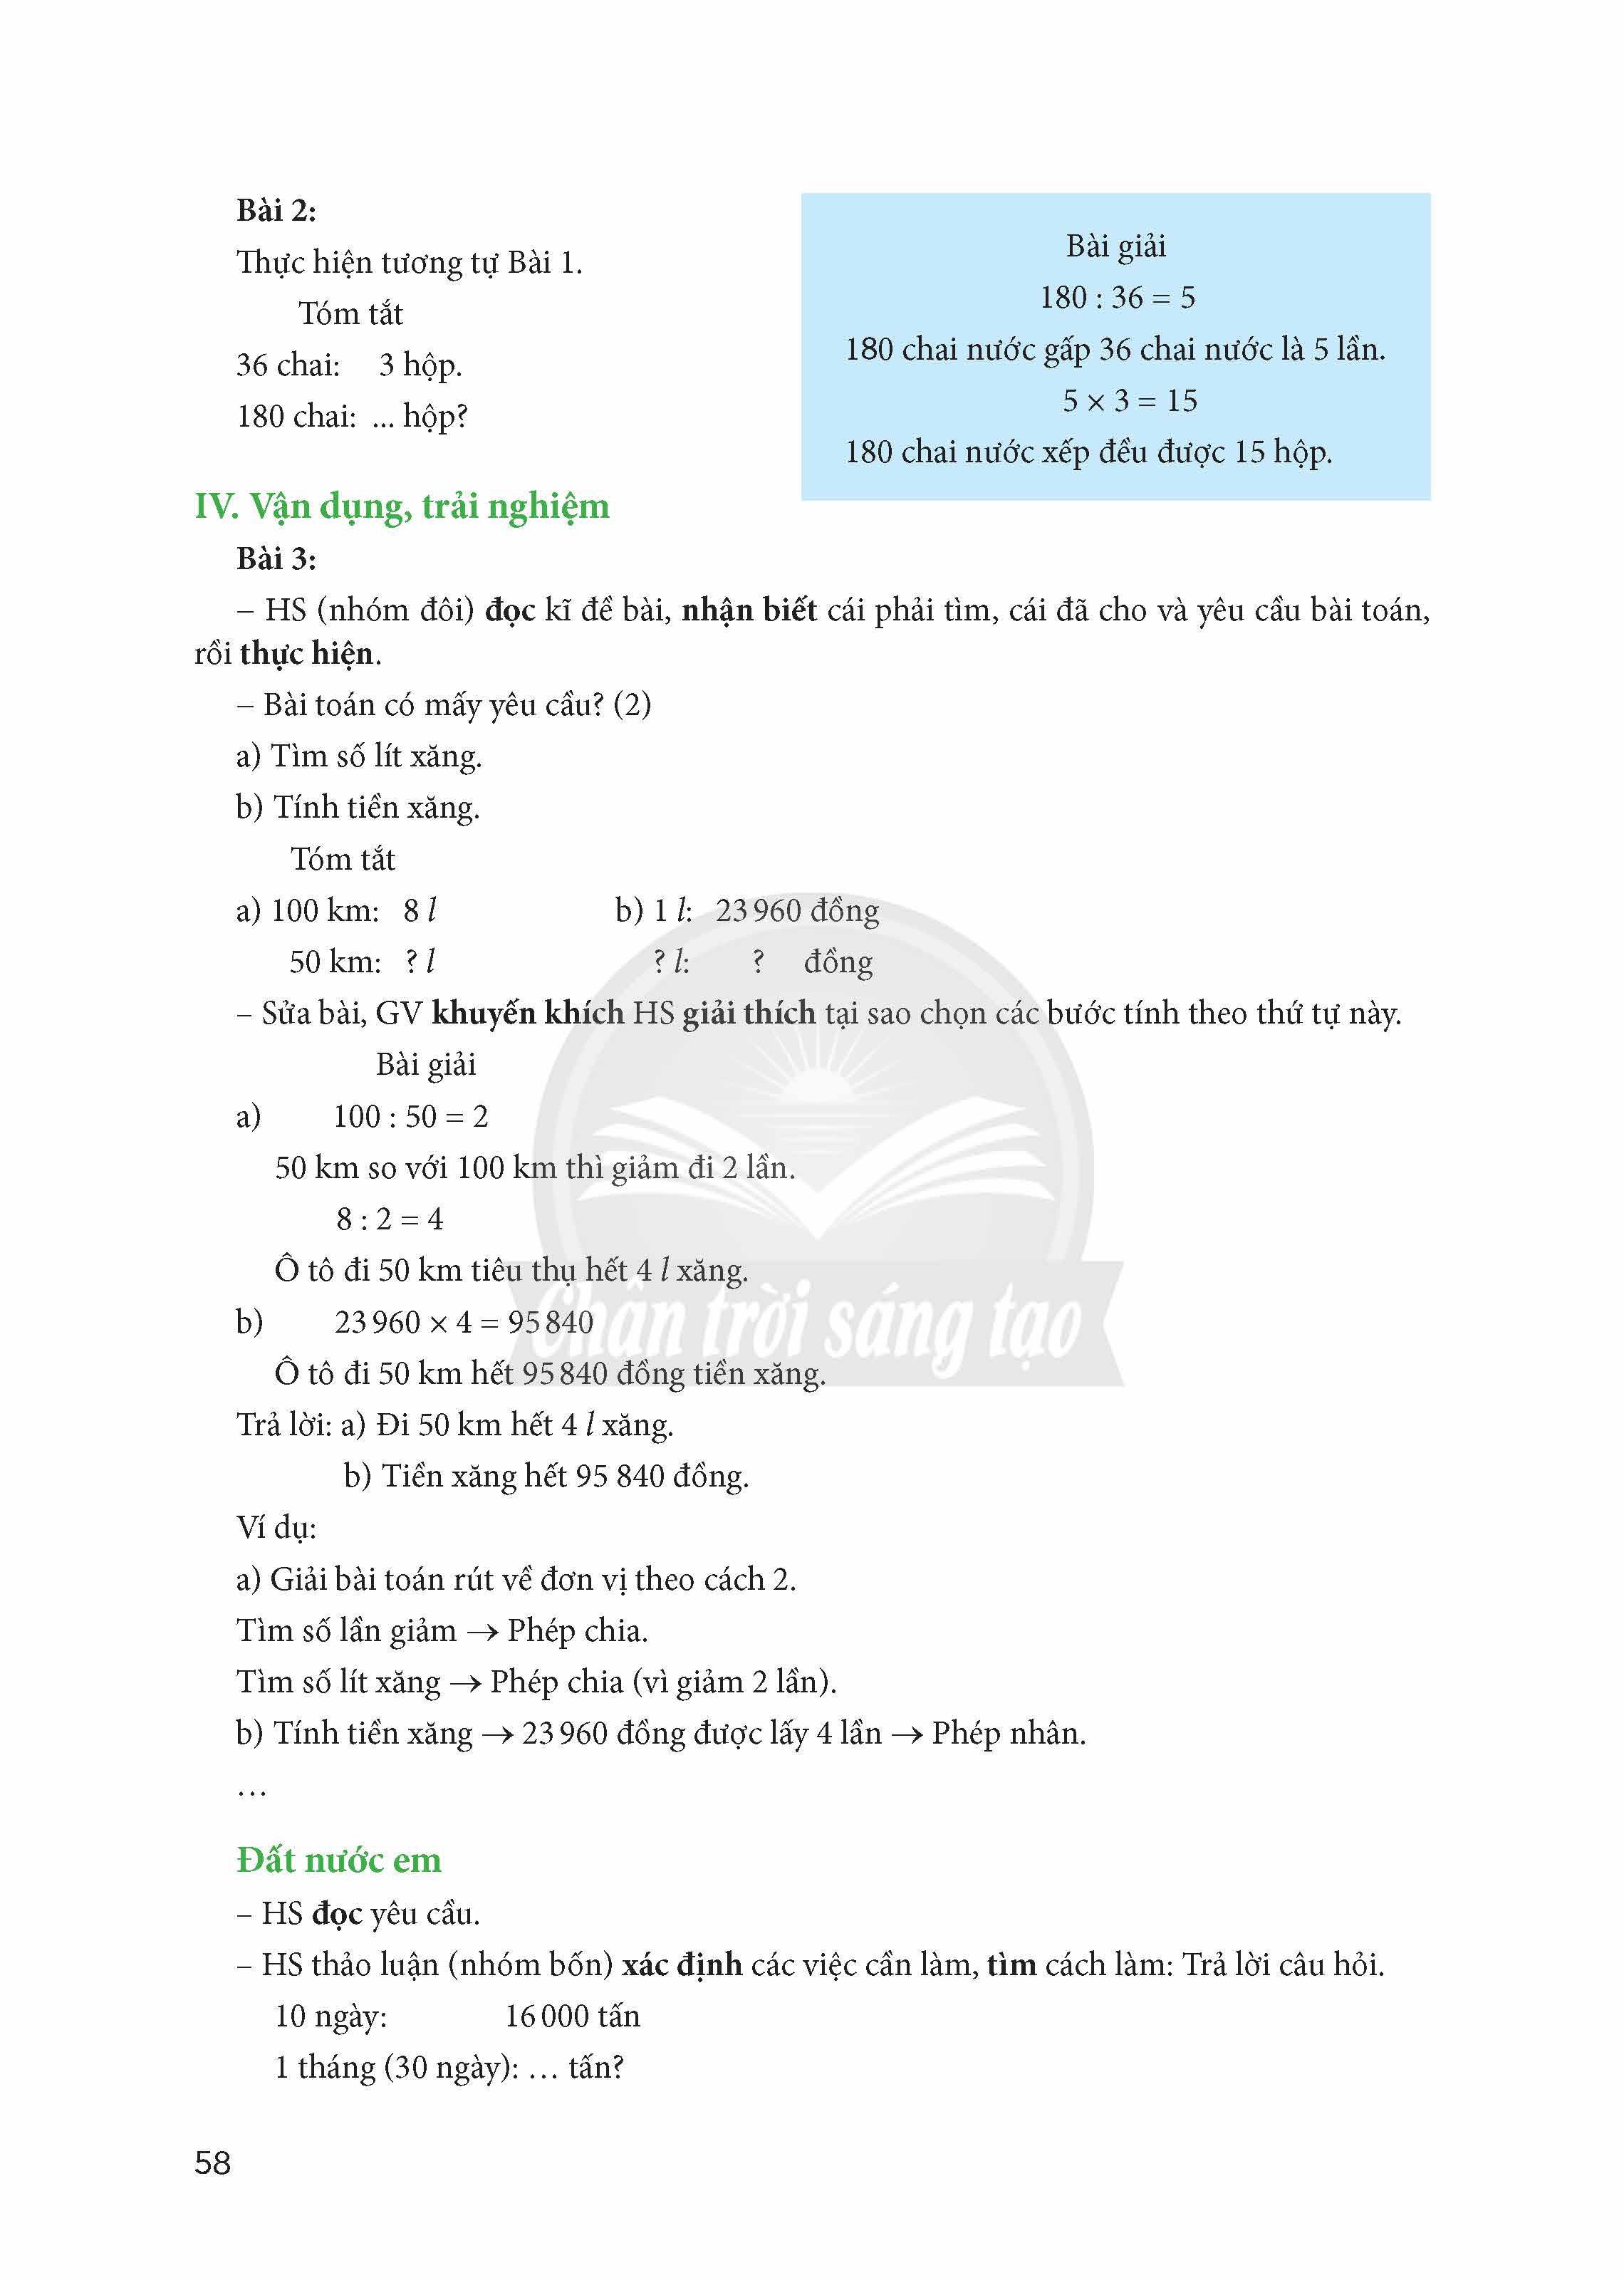 Bài 2:
Thực hiện tương tự Bài 1.
Tóm tắt
36 chai: 3 hộp.
180 chai: ... hộp?
Bài giải
180 : 36 = 5
180 chai nước gấp 36 chai nước là 5 lần.
5 × 3 = 15
180 chai nước xếp đều được 15 hộp.
IV. Vận dụng, trải nghiệm
Bài 3:
– HS (nhóm đôi) đọc kĩ đề bài, nhận biết cái phải tìm, cái đã cho và yêu cầu bài toán,
rồi thực hiện.
– Bài toán có mấy yêu cầu? (2)
a) Tìm số lít xăng.
b) Tính tiền xăng.
Tóm tắt
a) 100 km: 8 l b) 1 l: 23 960 đồng
50 km: ? l ? l: ? đồng
– Sửa bài, GV khuyến khích HS giải thích tại sao chọn các bước tính theo thứ tự này.
Bài giải
a) 100 : 50 = 2
50 km so với 100 km thì giảm đi 2 lần.
8 : 2 = 4
Ô tô đi 50 km tiêu thụ hết 4 l xăng.
b) 23 960 × 4 = 95 840
Ô tô đi 50 km hết 95 840 đồng tiền xăng.
Trả lời: a) Đi 50 km hết 4 l xăng.
b) Tiền xăng hết 95 840 đồng.
Ví dụ:
a) Giải bài toán rút về đơn vị theo cách 2.
Tìm số lần giảm → Phép chia.
Tìm số lít xăng → Phép chia (vì giảm 2 lần).
b) Tính tiền xăng → 23 960 đồng được lấy 4 lần → Phép nhân.
…
Đất nước em
– HS đọc yêu cầu.
– HS thảo luận (nhóm bốn) xác định các việc cần làm, tìm cách làm: Trả lời câu hỏi.
10 ngày: 16 000 tấn
1 tháng (30 ngày): … tấn?
58
Chân trời sáng tạo